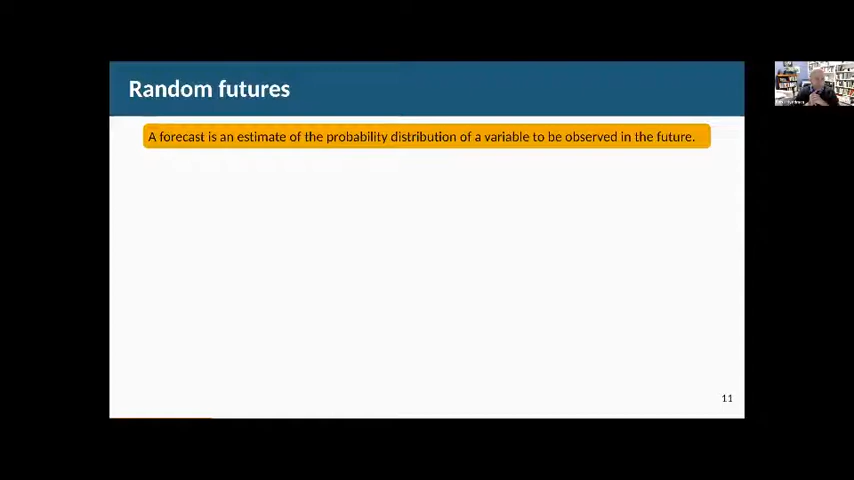 Random futures
A forecast is an estimate of the probability distribution of a variable to be observed in the future.
11